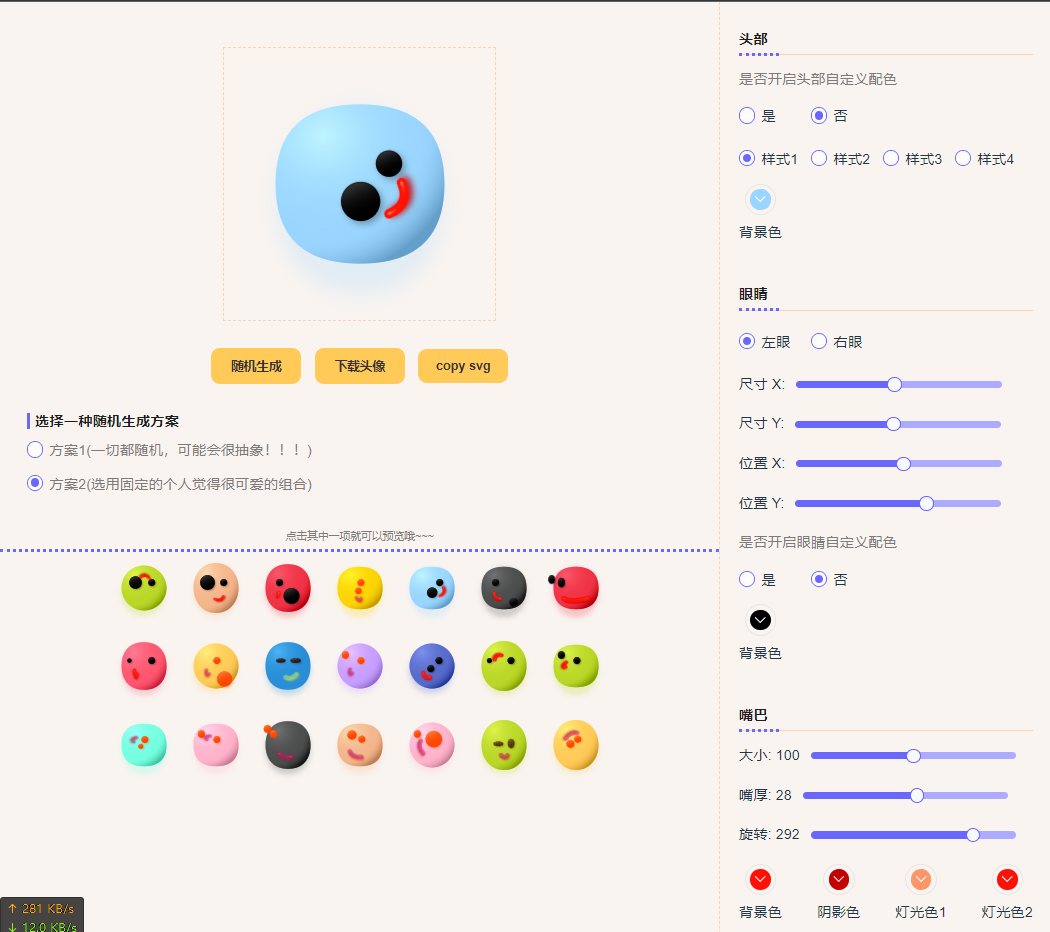 随机生成
下载头像
copy svg
选择一种随机生成方案
方案1(一切都随机，可能会很抽象！！！)
方案2(选用固定的个人觉得很可爱的组合)
点击其中一项就可以预览哦~~~
↑ 281 KB/s
↓ 12.0 KB/s
头部
是否开启头部自定义配色
是 否
样式1 样式2 样式3 样式4
背景色
眼睛
左眼 右眼
尺寸 X:
尺寸 Y:
位置 X:
位置 Y:
是否开启眼睛自定义配色
是 否
背景色
嘴巴
大小: 100
嘴厚: 28
旋转: 292
背景色 阴影色 灯光色1 灯光色2